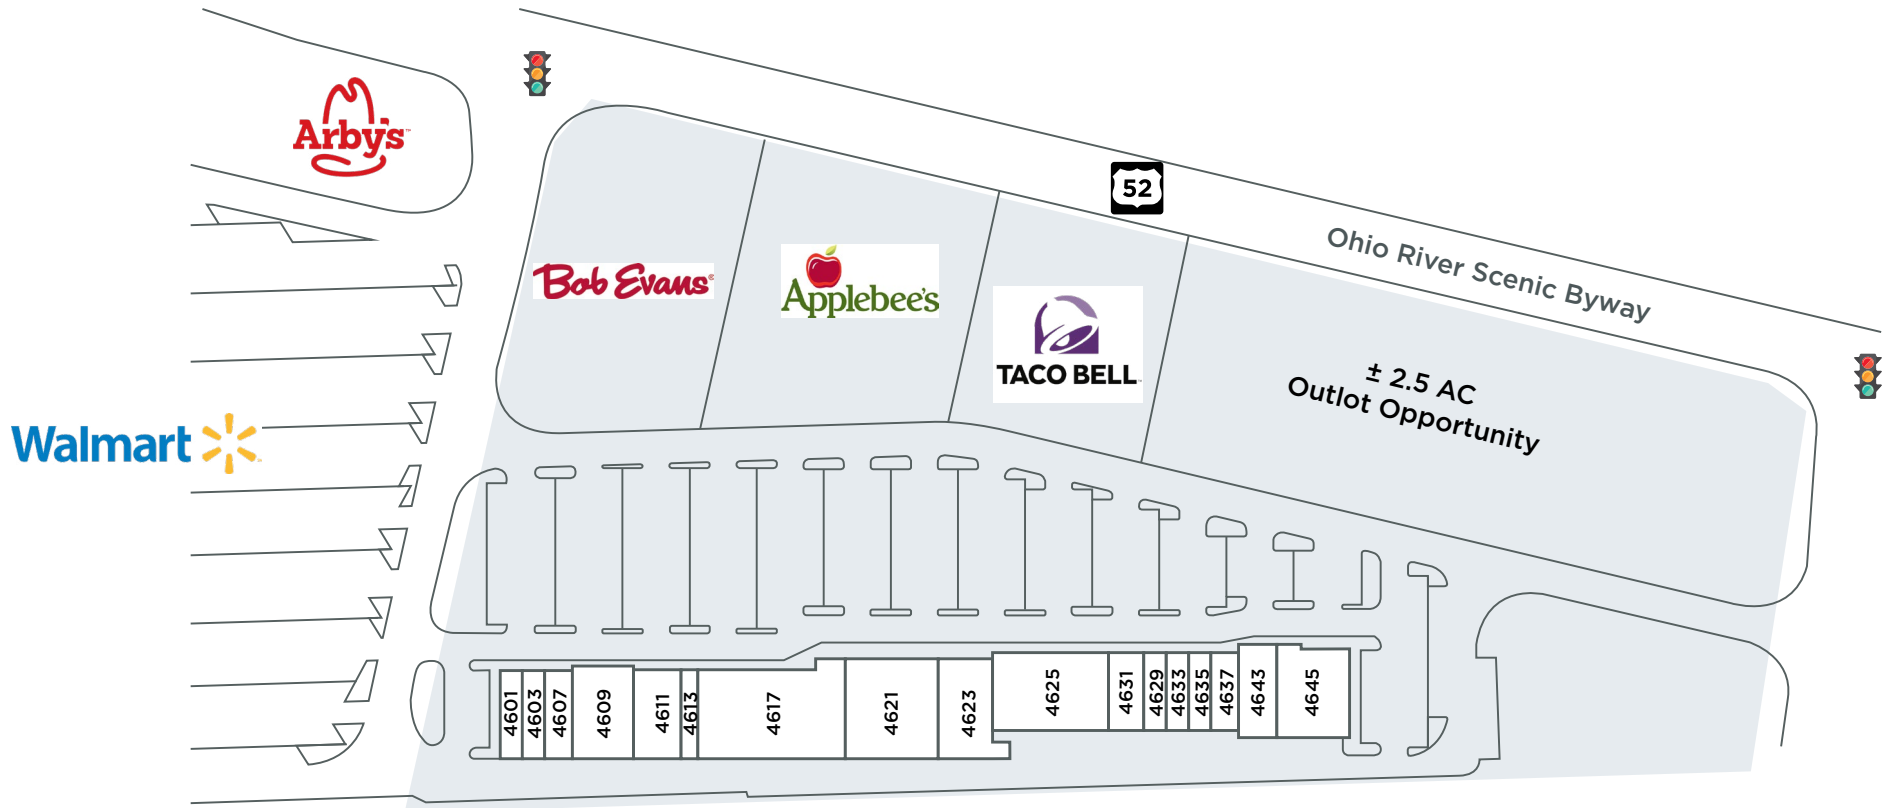 Arby's™
52
Ohio River Scenic Byway
Bob Evans®
Applebee's
TACO BELL
± 2.5 AC
Outlot Opportunity
Walmart
4601
4603
4607
4609
4611
4613
4617
4621
4623
4625
4631
4629
4633
4635
4637
4643
4645